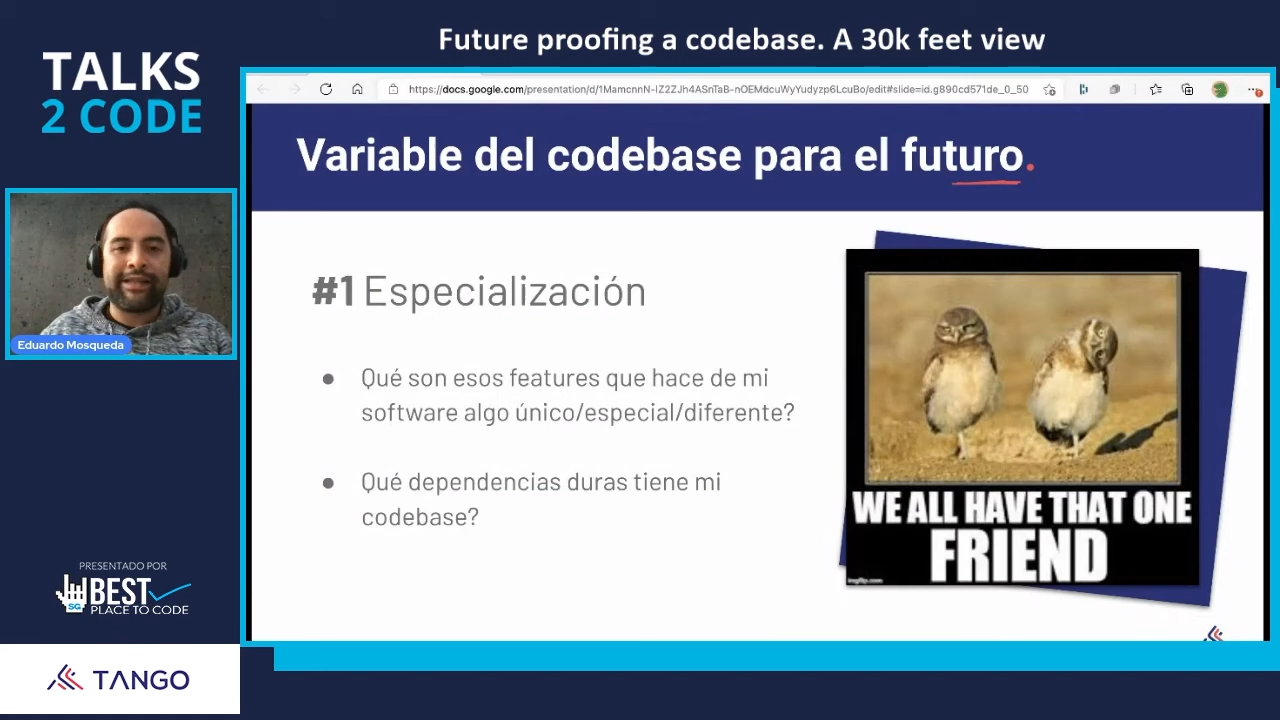 Future proofing a codebase. A 30k feet view
TALKS
2 CODE
https://docs.google.com/presentation/d/1MamcnnN-IZ2ZJh4ASnTaB-nOEMdcuWyYudyzp6LcuBo/edit#slide=id.g890cd571de_0_50
Variable del codebase para el futuro.
Eduardo Mosqueda
#1 Especialización
Qué son esos features que hace de mi
software algo único/especial/diferente?
Qué dependencias duras tiene mi
codebase?
WE ALL HAVE THAT ONE
FRIEND
imgflip.com
PRESENTADO POR
SG
BEST
PLACE TO CODE
TANGO